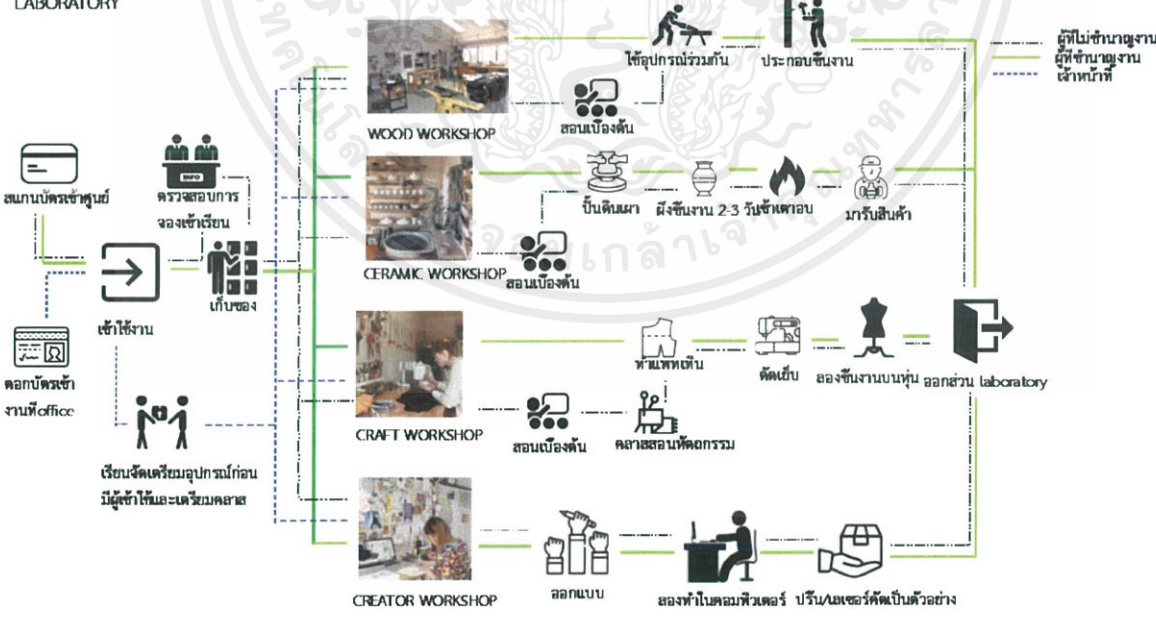 LABORATORY
ผู้ที่ไม่ชำนาญงาน
ผู้ที่ชำนาญงาน
เจ้าหน้าที่
ใช้อุปกรณ์ร่วมกัน
ประกอบชิ้นงาน
WOOD WORKSHOP
สอนเบื้องต้น
สแกนบัตรเข้าศูนย์
INFO
ตรวจสอบการ
จองเข้าเรียน
ปั้นดินเผา
ผึ่งชิ้นงาน 2-3 วัน
เข้าเตาอบ
มารับสินค้า
CERAMIC WORKSHOP
สอนเบื้องต้น
เก็บของ
เข้าใช้งาน
ตอกบัตรเข้า
งานที่office
ทำแพทเทิ้น
ตัดเย็บ
ลองชิ้นงานบนหุ่น
ออกส่วน laboratory
CRAFT WORKSHOP
สอนเบื้องต้น
คลาสสอนหัตถกรรม
เรียนจัดเตรียมอุปกรณ์ก่อน
มีผู้เข้าใช้และเตรียมคลาส
CREATOR WORKSHOP
ออกแบบ
ลองทำในคอมพิวเตอร์
ปริ้น/เลเซอร์คัดเป็นตัวอย่าง